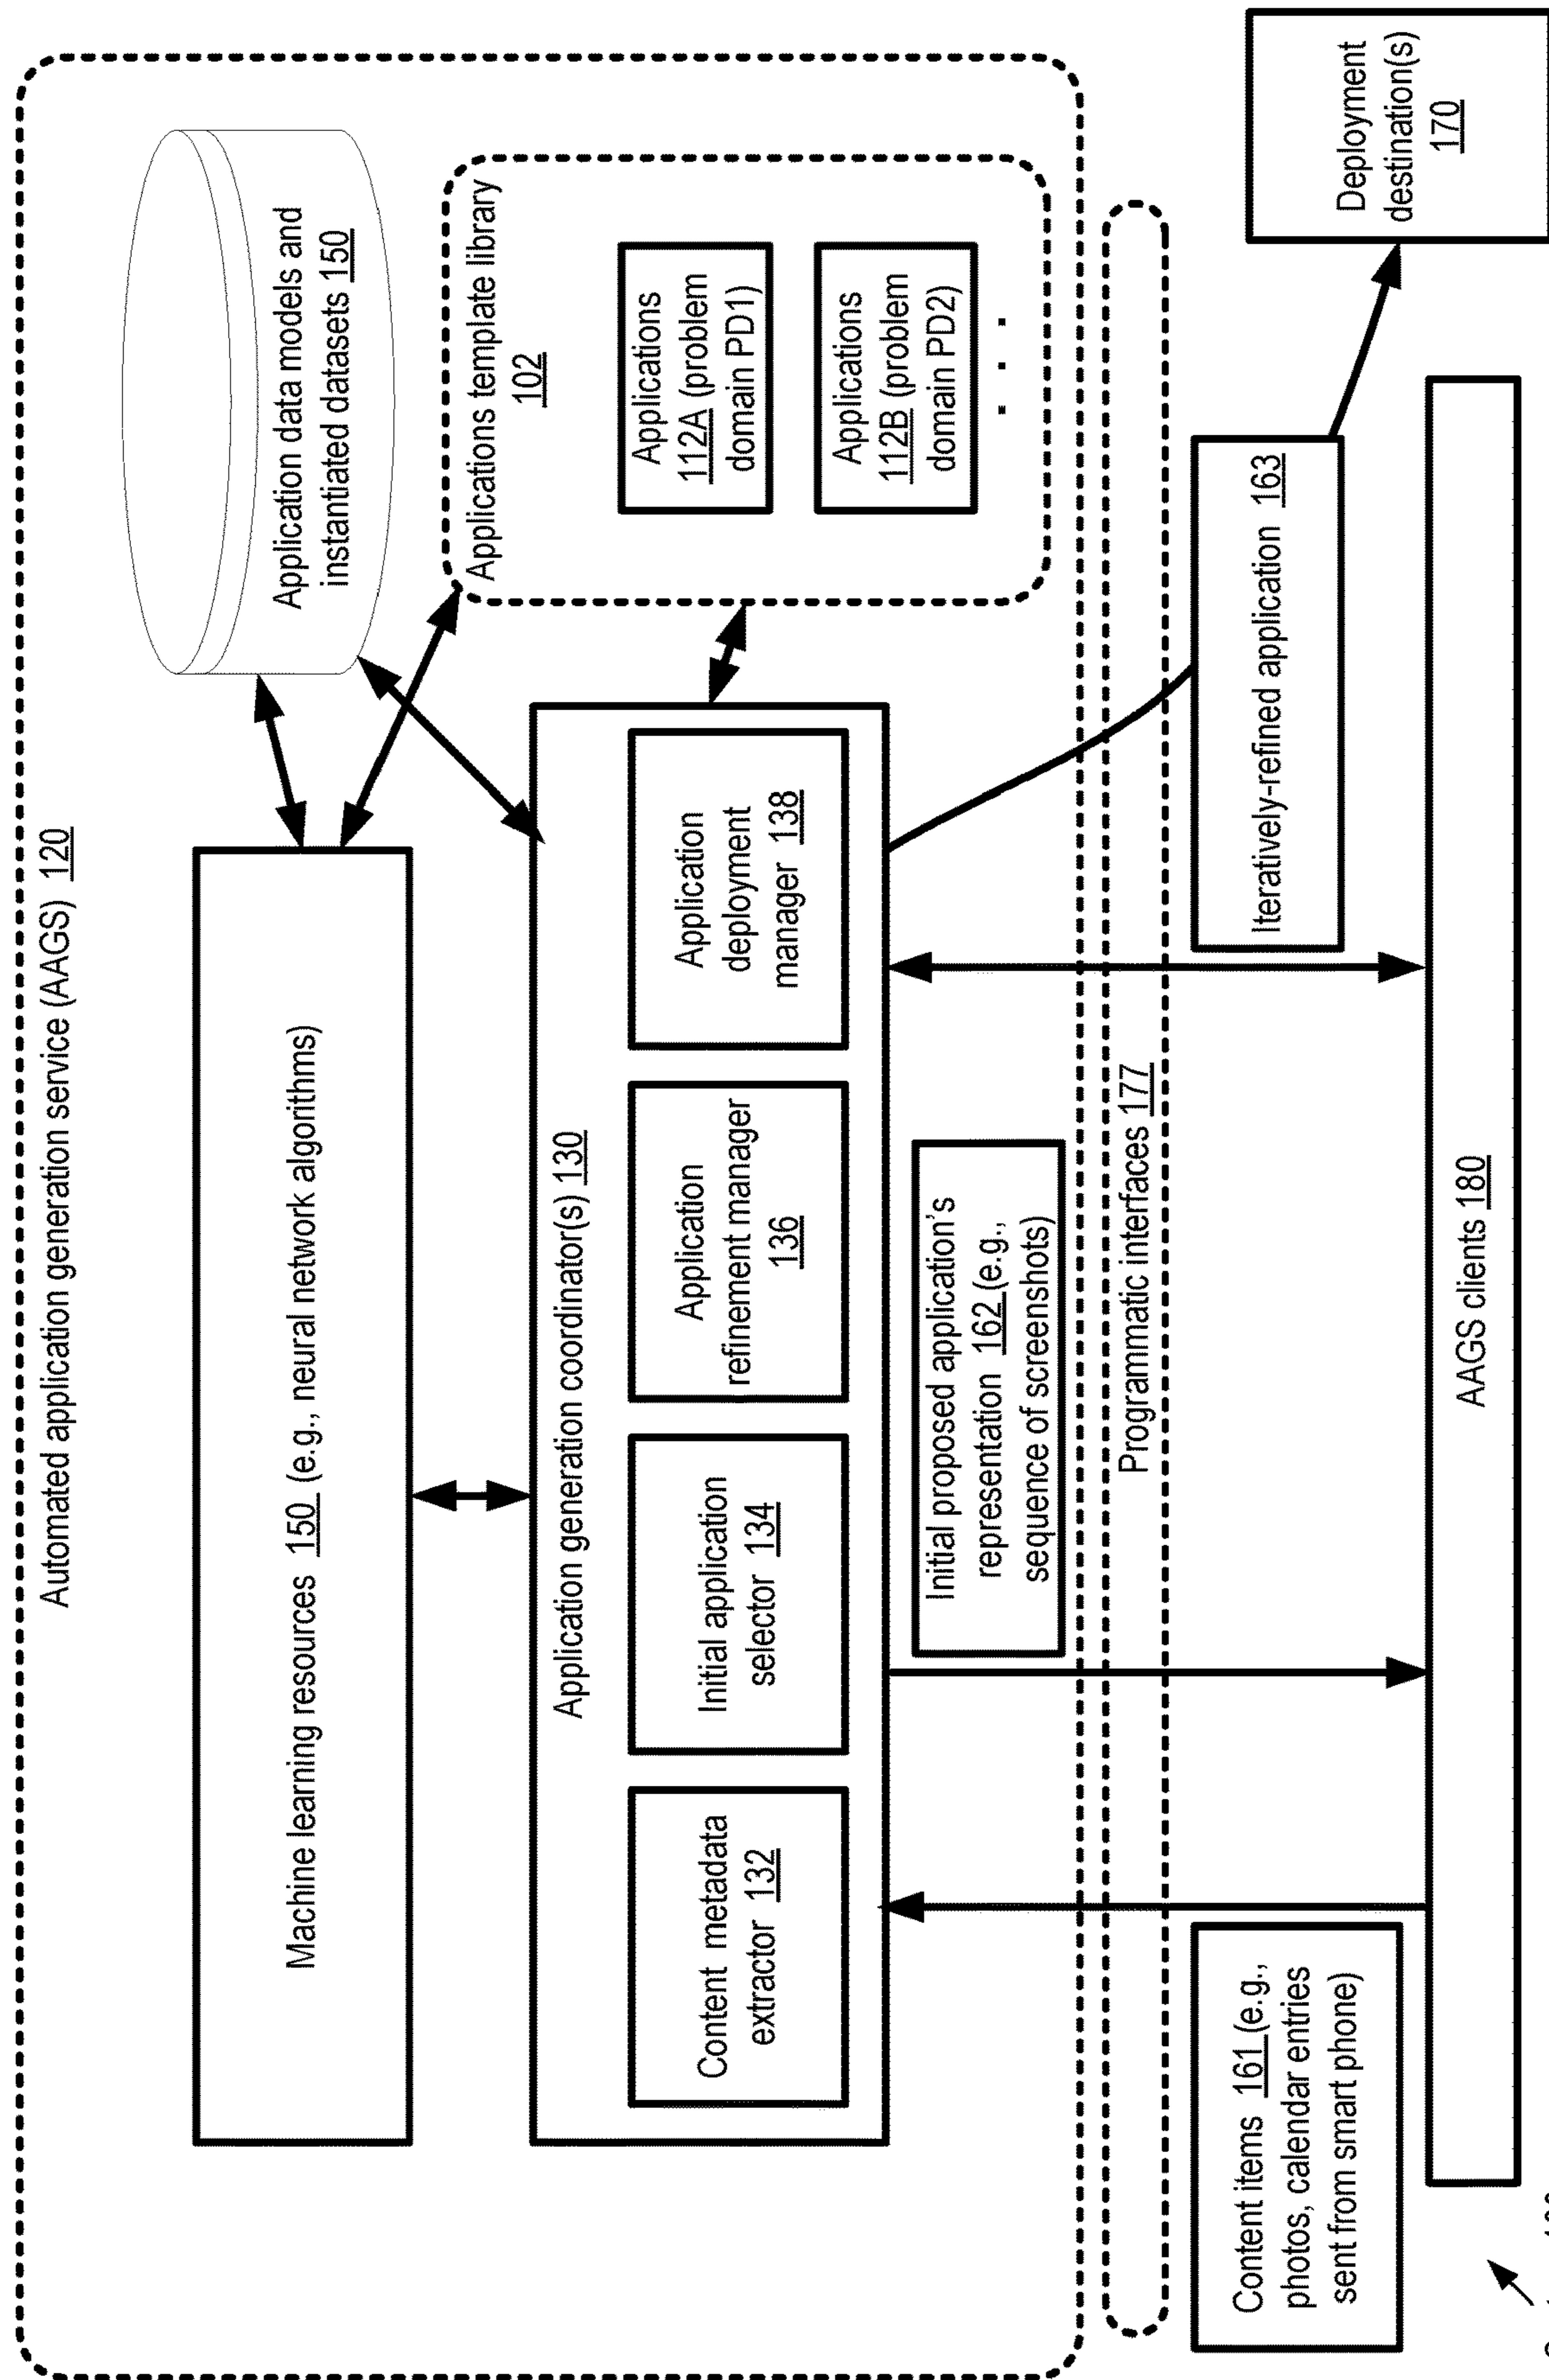 Automated application generation service (AAGS) 120
Machine learning resources 150 (e.g., neural network algorithms)
Application data models and
instantiated datasets 150
Application generation coordinator(s) 130
Content metadata
extractor 132
Initial application
selector 134
Application
refinement manager
136
Application
deployment
manager 138
Applications template library
102
Applications
112A (problem
domain PD1)
Applications
112B (problem
domain PD2)
. . .
Initial proposed application's
representation 162 (e.g.,
sequence of screenshots)
Programmatic interfaces 177
Content items 161 (e.g.,
photos, calendar entries
sent from smart phone)
Iteratively-refined application 163
Deployment
destination(s)
170
AAGS clients 180